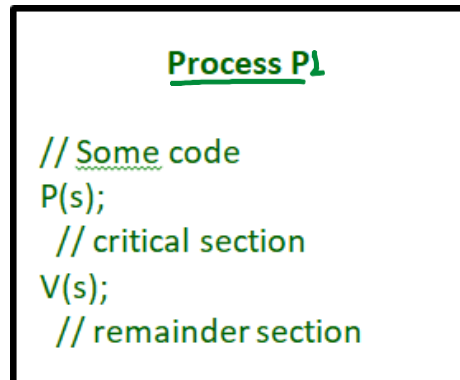 Process P1
// Some code
P(s);
// critical section
V(s);
// remainder section